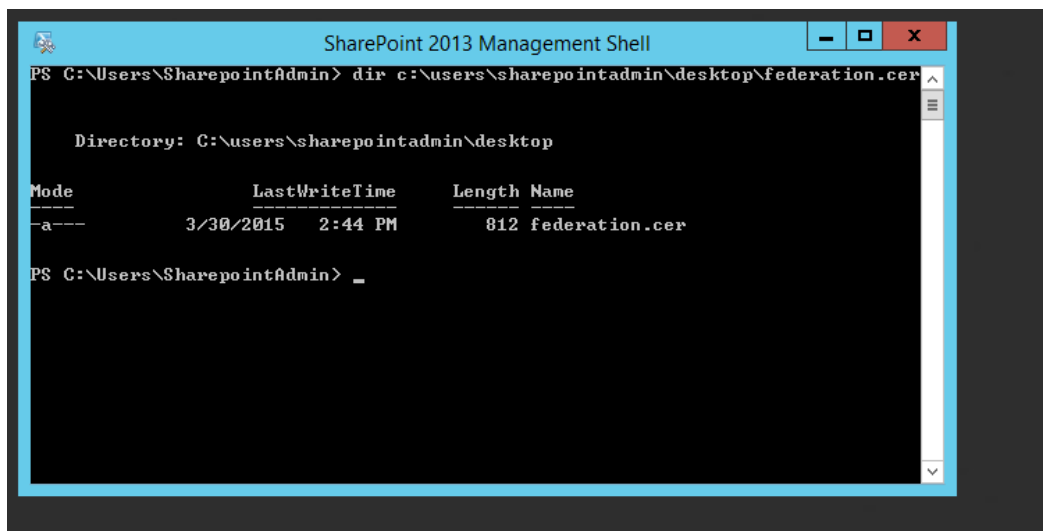 SharePoint 2013 Management Shell
PS C:\Users\SharepointAdmin> dir c:\users\sharepointadmin\desktop\federation.cer
Directory: C:\users\sharepointadmin\desktop
Mode LastWriteTime Length Name
---- ------------- ------ ----
-a--- 3/30/2015 2:44 PM 812 federation.cer
PS C:\Users\SharepointAdmin> _